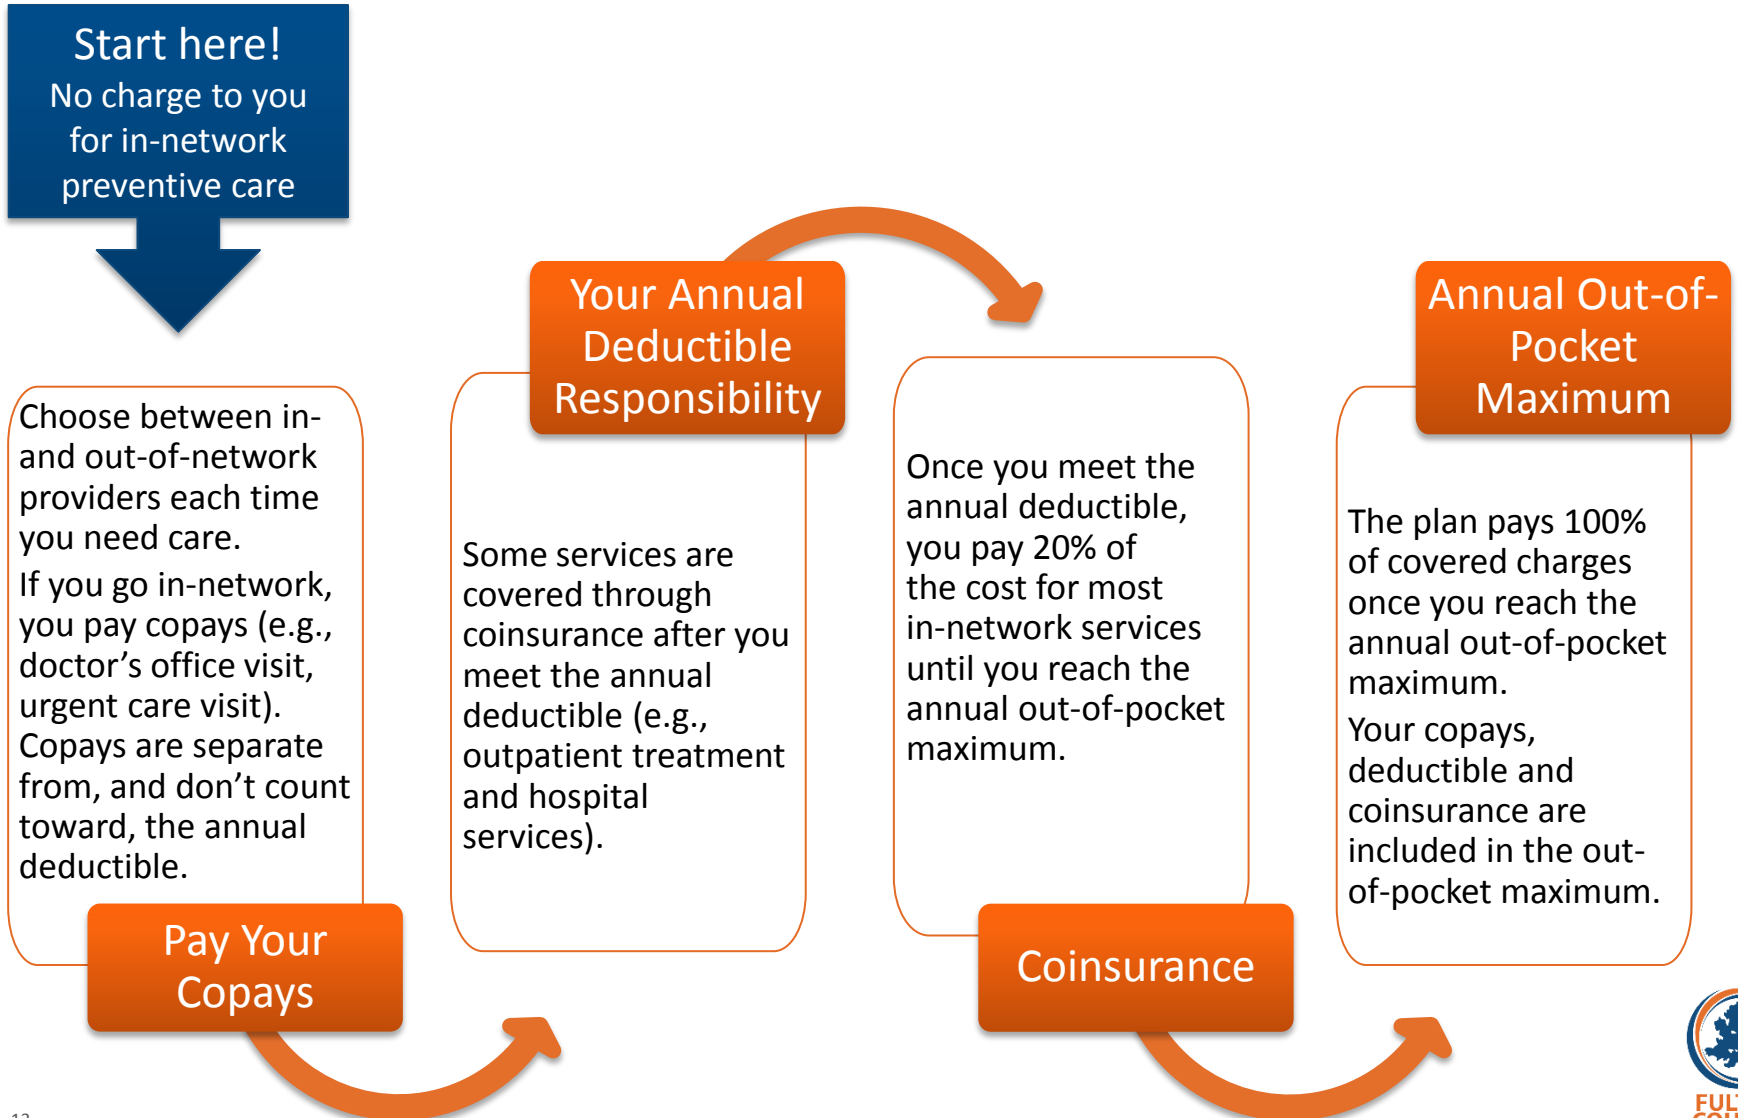 Start here!
No charge to you
for in-network
preventive care
Choose between in-
and out-of-network
providers each time
you need care.
If you go in-network,
you pay copays (e.g.,
doctor’s office visit,
urgent care visit).
Copays are separate
from, and don’t count
toward, the annual
deductible.
Pay Your
Copays
Your Annual
Deductible
Responsibility
Some services are
covered through
coinsurance after you
meet the annual
deductible (e.g.,
outpatient treatment
and hospital
services).
Once you meet the
annual deductible,
you pay 20% of
the cost for most
in-network services
until you reach the
annual out-of-pocket
maximum.
Coinsurance
Annual Out-of-
Pocket
Maximum
The plan pays 100%
of covered charges
once you reach the
annual out-of-pocket
maximum.
Your copays,
deductible and
coinsurance are
included in the out-
of-pocket maximum.